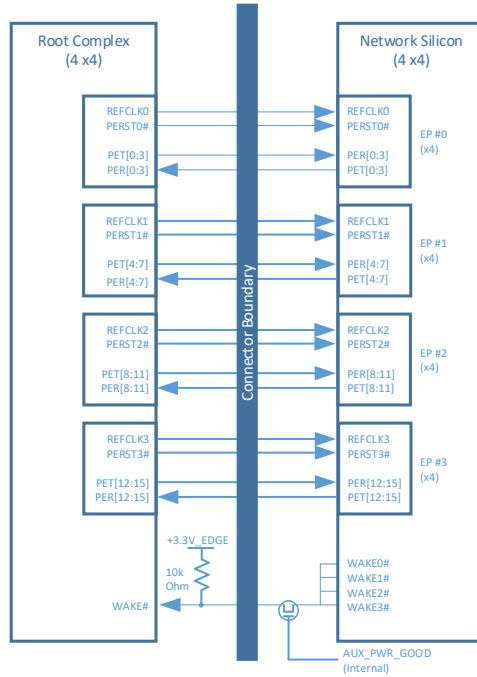 Root Complex
(4 x4)
REFCLK0
PERST0#
PET[0:3]
PER[0:3]
REFCLK1
PERST1#
PET[4:7]
PER[4:7]
REFCLK2
PERST2#
PET[8:11]
PER[8:11]
REFCLK3
PERST3#
PET[12:15]
PER[12:15]
+3.3V_EDGE
10k
Ohm
WAKE#
Connector Boundary
Network Silicon
(4 x4)
REFCLK0
PERST0#
PER[0:3]
PET[0:3]
EP #0
(x4)
REFCLK1
PERST1#
PER[4:7]
PET[4:7]
EP #1
(x4)
REFCLK2
PERST2#
PER[8:11]
PET[8:11]
EP #2
(x4)
REFCLK3
PERST3#
PER[12:15]
PET[12:15]
EP #3
(x4)
WAKE0#
WAKE1#
WAKE2#
WAKE3#
AUX_PWR_GOOD
(Internal)